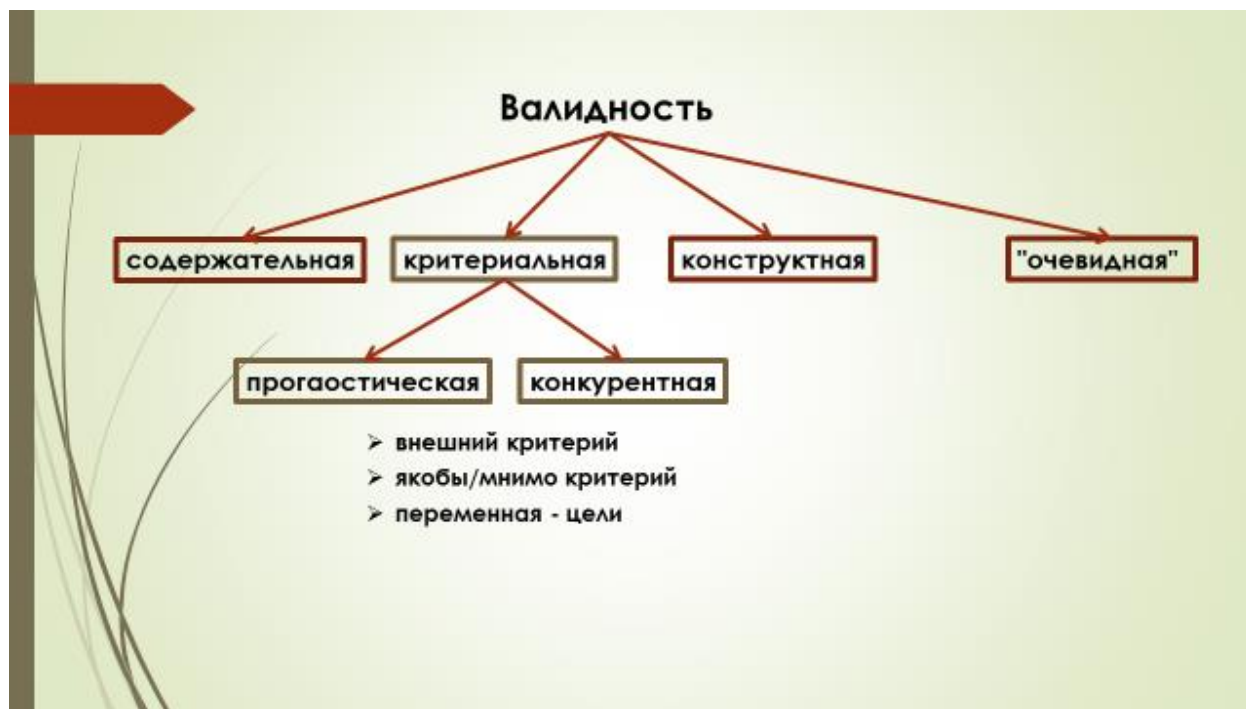 Валидность
содержательная
критериальная
конструктная
"очевидная"
прогаостическая
конкурентная
➢ внешний критерий
➢ якобы/мнимо критерий
➢ переменная - цели